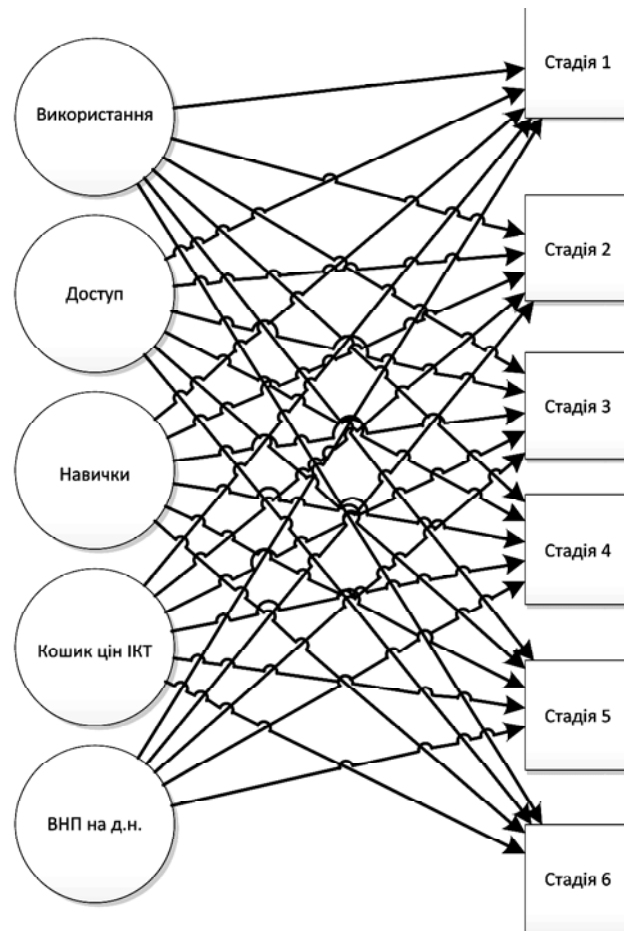 Використання
Доступ
Навички
Кошик цін ІКТ
ВНП на д.н.
Стадія 1
Стадія 2
Стадія 3
Стадія 4
Стадія 5
Стадія 6